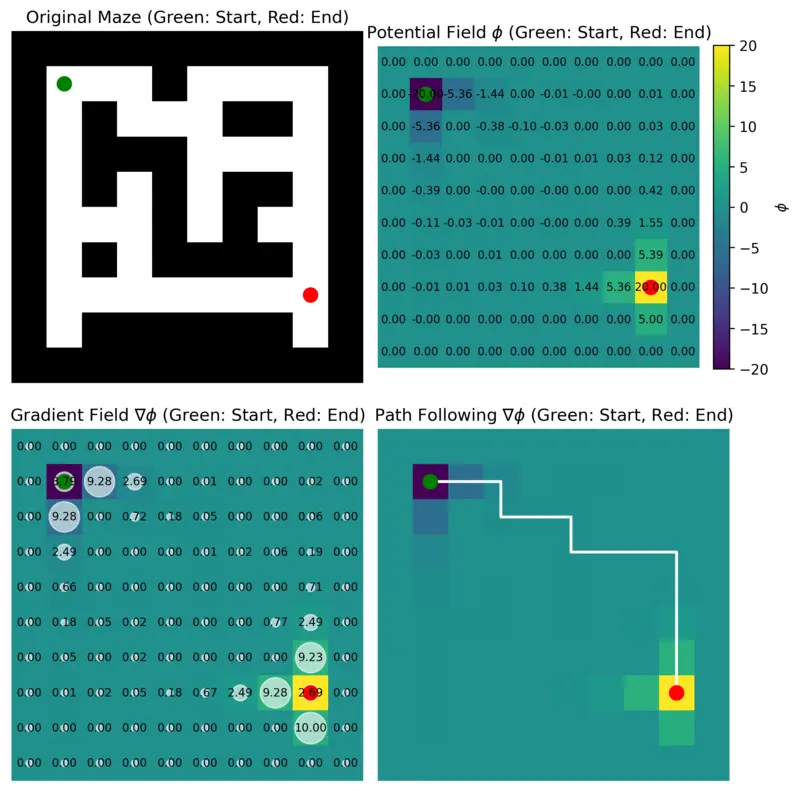 Original Maze (Green: Start, Red: End)
Potential Field ϕ (Green: Start, Red: End)
0.00 0.00 0.00 0.00 0.00 0.00 0.00 0.00 0.00 0.00
0.00 -20.00 -5.36 -1.44 0.00 -0.01 -0.00 0.00 0.01 0.00
0.00 -5.36 0.00 -0.38 -0.10 -0.03 0.00 0.00 0.03 0.00
0.00 -1.44 0.00 0.00 0.00 -0.01 0.01 0.03 0.12 0.00
0.00 -0.39 0.00 -0.00 0.00 -0.00 0.00 0.00 0.42 0.00
0.00 -0.11 -0.03 -0.01 0.00 -0.00 0.00 0.39 1.55 0.00
0.00 -0.03 0.00 0.01 0.00 0.00 0.00 0.00 5.39 0.00
0.00 -0.01 0.01 0.03 0.10 0.38 1.44 5.36 20.00 0.00
0.00 -0.00 0.00 0.00 0.00 0.00 0.00 0.00 5.00 0.00
0.00 0.00 0.00 0.00 0.00 0.00 0.00 0.00 0.00 0.00
20
15
10
5
0
−5
−10
−15
−20
ϕ
Gradient Field ∇ϕ (Green: Start, Red: End)
0.00 0.00 0.00 0.00 0.00 0.00 0.00 0.00 0.00 0.00
0.00 9.28 2.69 0.00 0.01 0.00 0.00 0.02 0.00
0.00 9.28 0.00 0.72 0.18 0.05 0.00 0.00 0.06 0.00
0.00 2.49 0.00 0.00 0.00 0.01 0.02 0.06 0.19 0.00
0.00 0.66 0.00 0.00 0.00 0.00 0.00 0.00 0.71 0.00
0.00 0.18 0.05 0.02 0.00 0.00 0.00 0.77 2.49 0.00
0.00 0.05 0.00 0.02 0.00 0.00 0.00 0.00 9.23 0.00
0.00 0.01 0.02 0.05 0.18 0.67 2.49 9.28 2.69 0.00
0.00 0.00 0.00 0.00 0.00 0.00 0.00 0.00 10.00 0.00
0.00 0.00 0.00 0.00 0.00 0.00 0.00 0.00 0.00 0.00
Path Following ∇ϕ (Green: Start, Red: End)